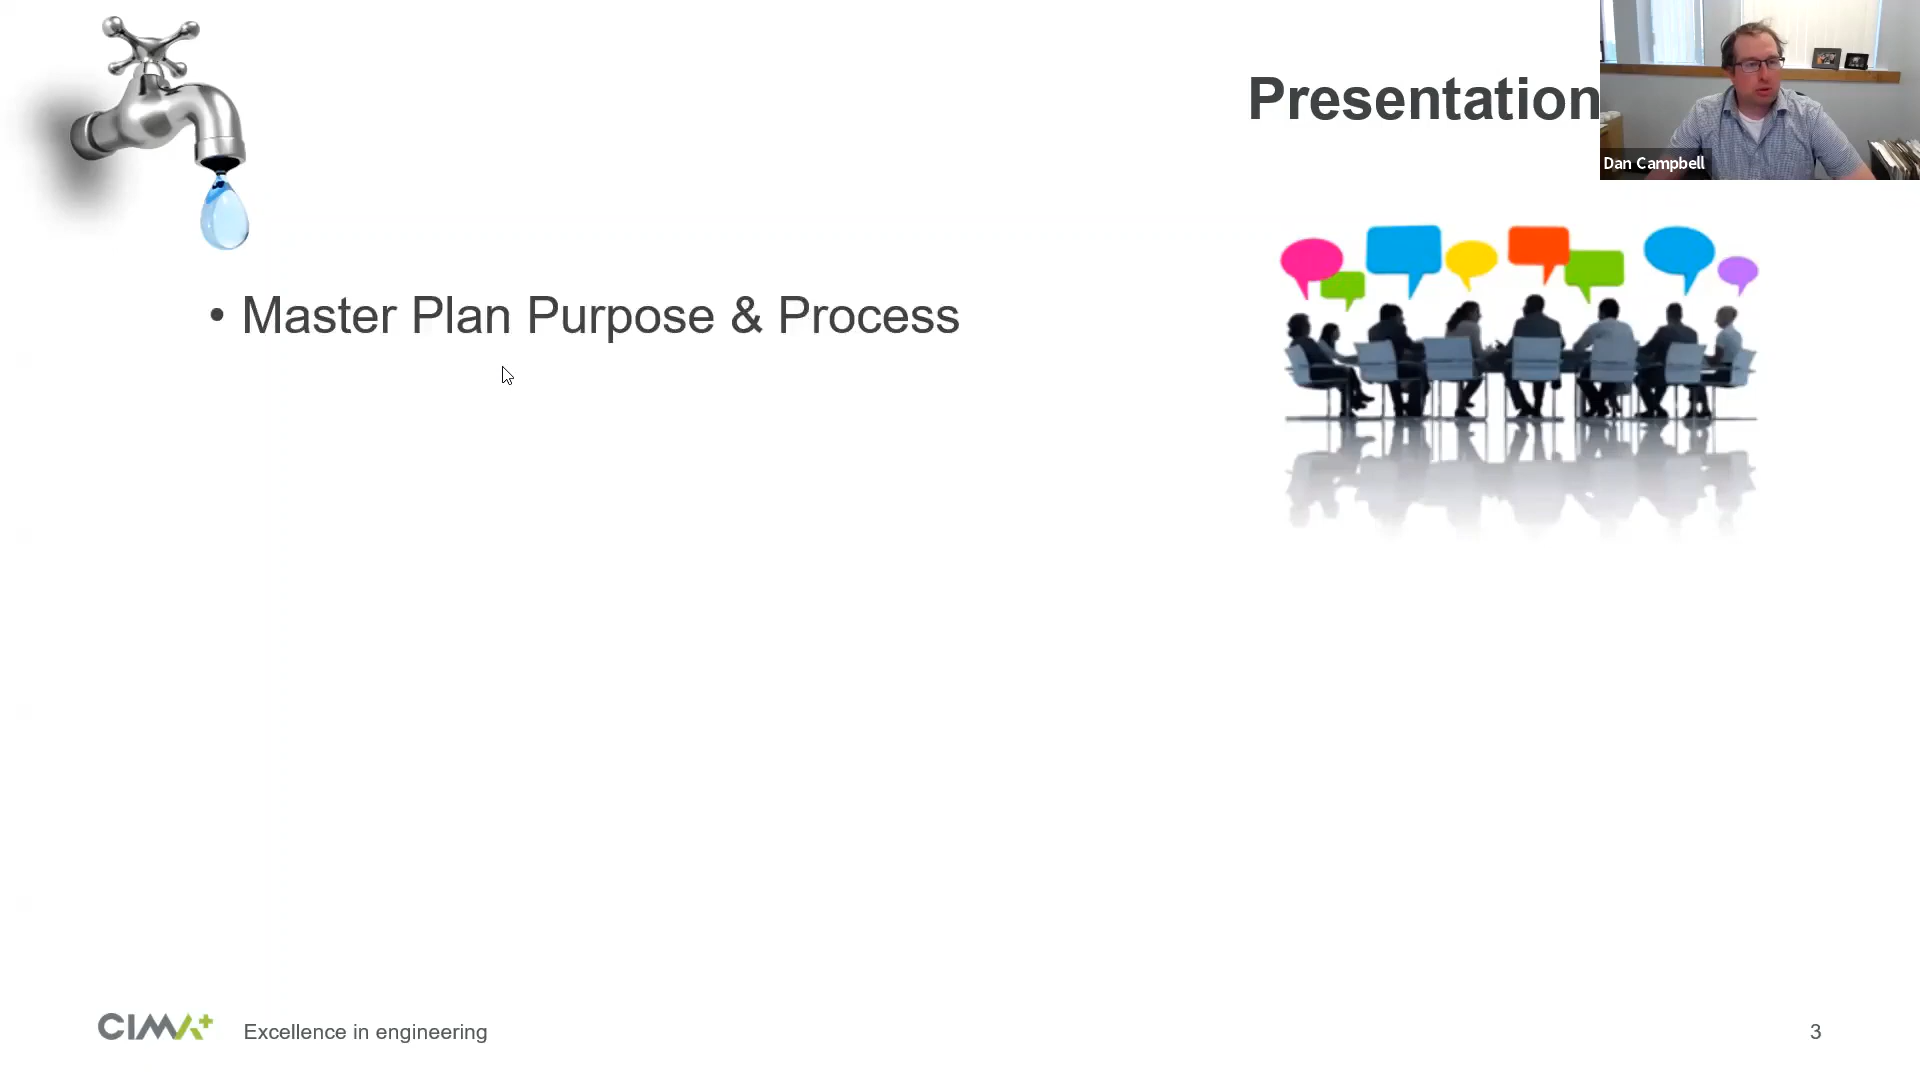 Presentation
Dan Campbell
• Master Plan Purpose & Process
CIMA+
Excellence in engineering
3